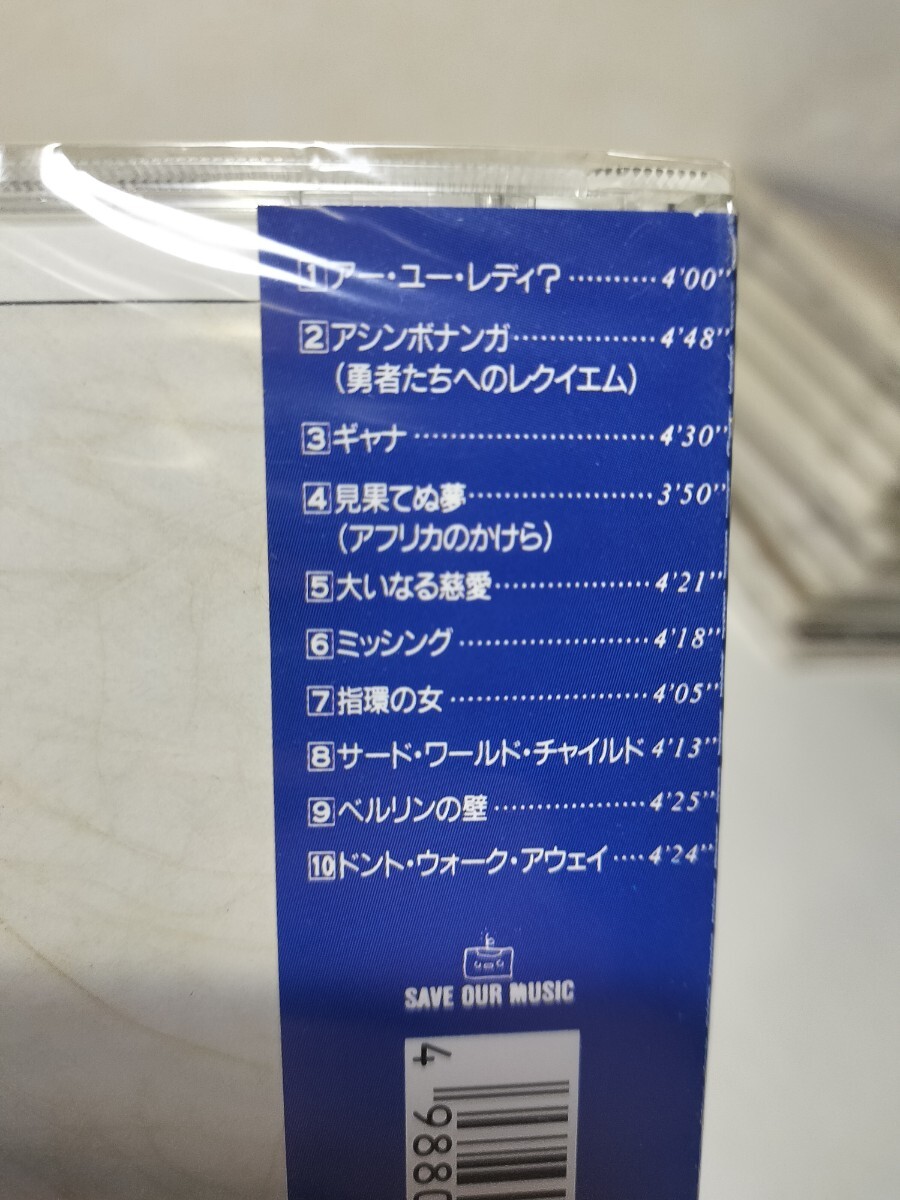 1 アー・ユー・レディ? ………… 4'00''
2 アシンボナンガ ………… 4'48''
(勇者たちへのレクイエム)
3 ギャナ ………… 4'30''
4 見果てぬ夢 ………… 3'50''
(アフリカのかけら)
5 大いなる慈愛 ………… 4'21''
6 ミッシング ………… 4'18''
7 指環の女 ………… 4'05''
8 サード・ワールド・チャイルド 4'13''
9 ベルリンの壁 ………… 4'25''
10 ドント・ウォーク・アウェイ …… 4'24''
SAVE OUR MUSIC
4 9880